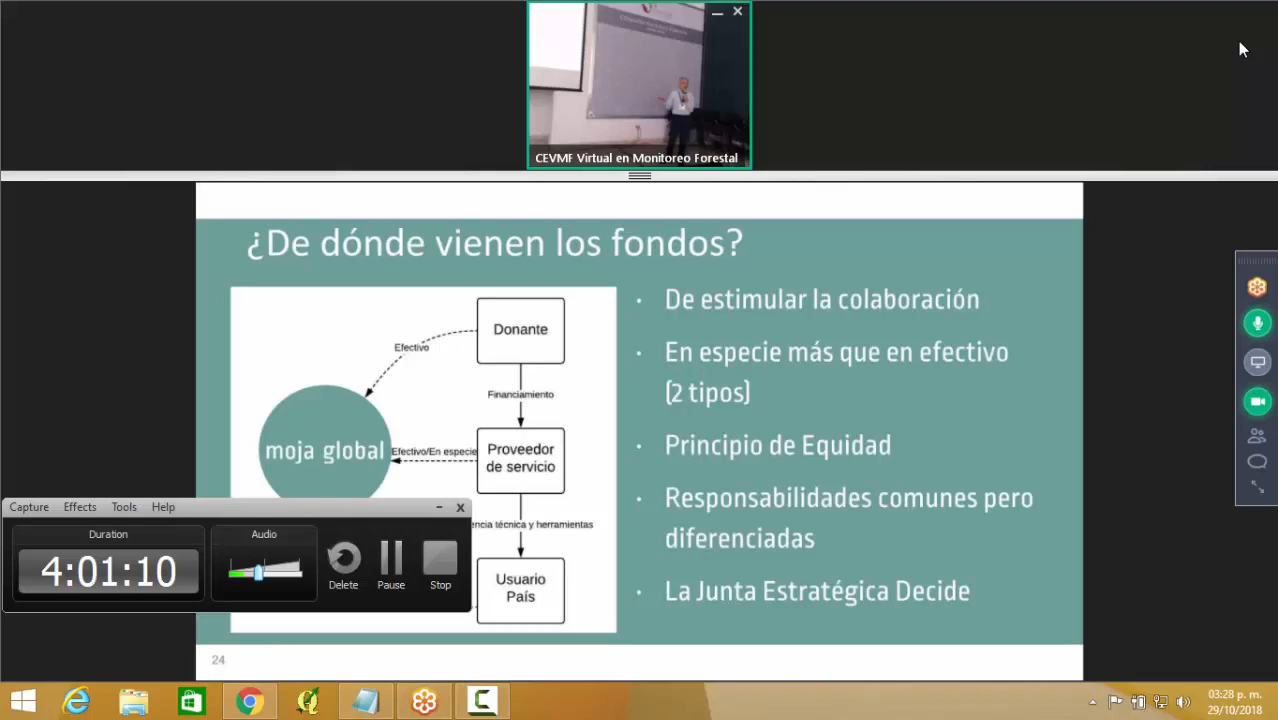 CEVMF Virtual en Monitoreo Forestal
¿De dónde vienen los fondos?
Donante
Efectivo
Financiamiento
moja global
Efectivo/En especie
Proveedor
de servicio
encia técnica y herramientas
Usuario
País
· De estimular la colaboración
· En especie más que en efectivo
(2 tipos)
· Principio de Equidad
· Responsabilidades comunes pero
diferenciadas
· La Junta Estratégica Decide
24
Capture Effects Tools Help
Duration
4:01:10
Audio
Delete Pause Stop
03:28 p. m.
29/10/2018